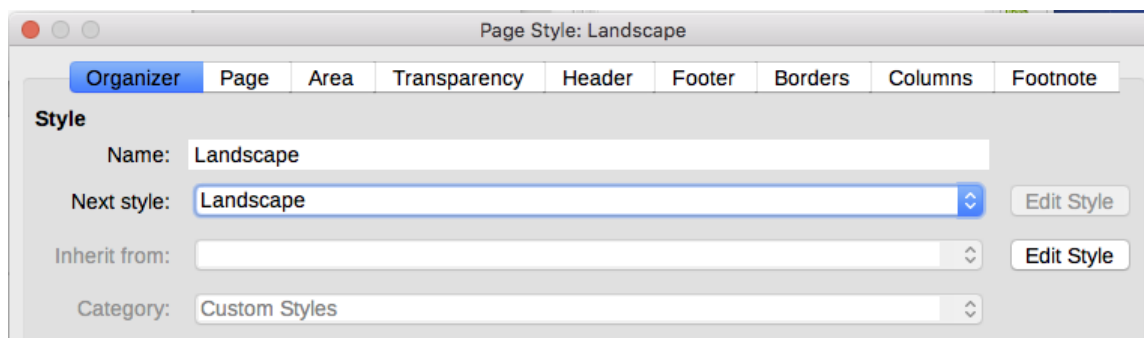 Page Style: Landscape
Organizer Page Area Transparency Header Footer Borders Columns Footnote
Style
Name: Landscape
Next style: Landscape Edit Style
Inherit from: Edit Style
Category: Custom Styles